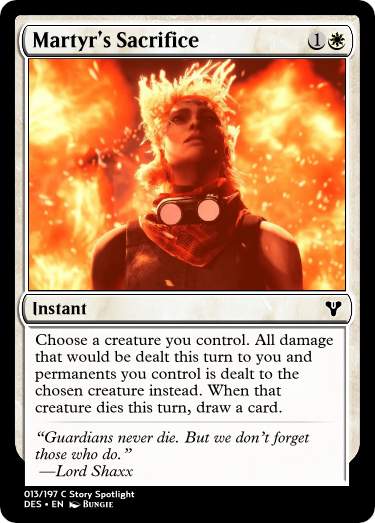 Martyr's Sacrifice 1
Instant
Choose a creature you control. All damage
that would be dealt this turn to you and
permanents you control is dealt to the
chosen creature instead. When that
creature dies this turn, draw a card.
“Guardians never die. But we don't forget
those who do.”
—Lord Shaxx
013/197 C Story Spotlight
DES • EN BUNGIE